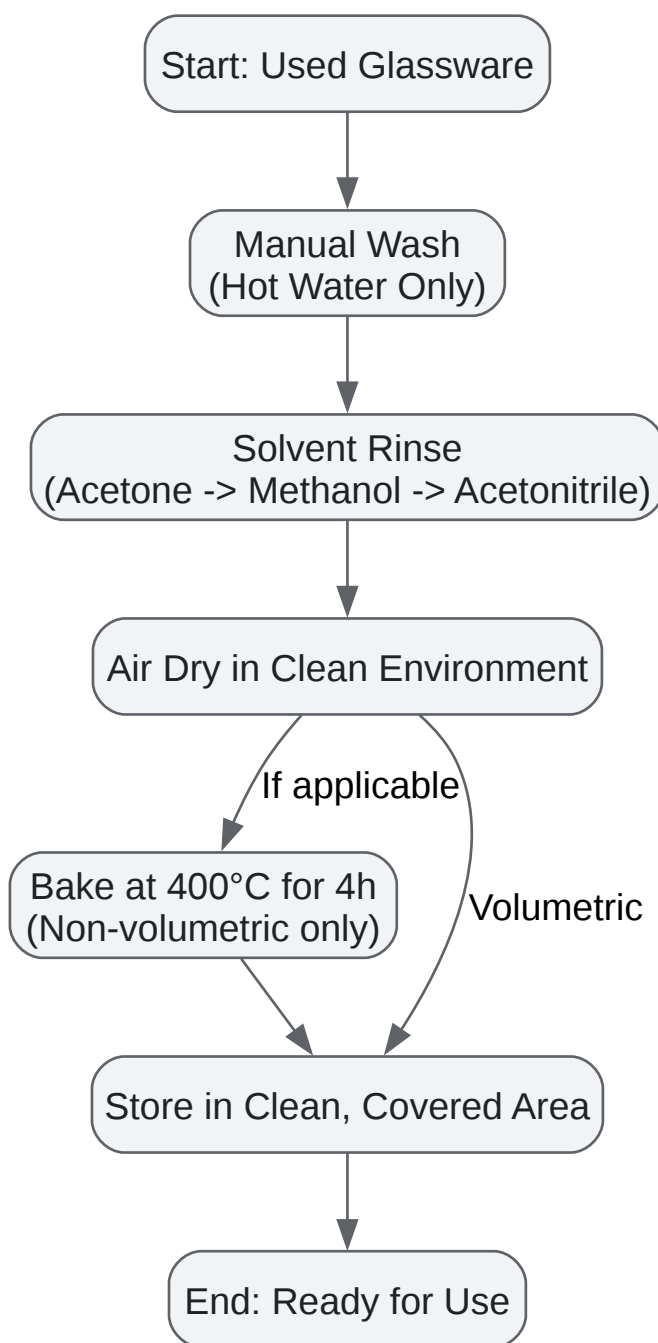 Start: Used Glassware
Manual Wash
(Hot Water Only)
Solvent Rinse
(Acetone -> Methanol -> Acetonitrile)
Air Dry in Clean Environment
If applicable
Bake at 400°C for 4h
(Non-volumetric only)
Volumetric
Store in Clean, Covered Area
End: Ready for Use